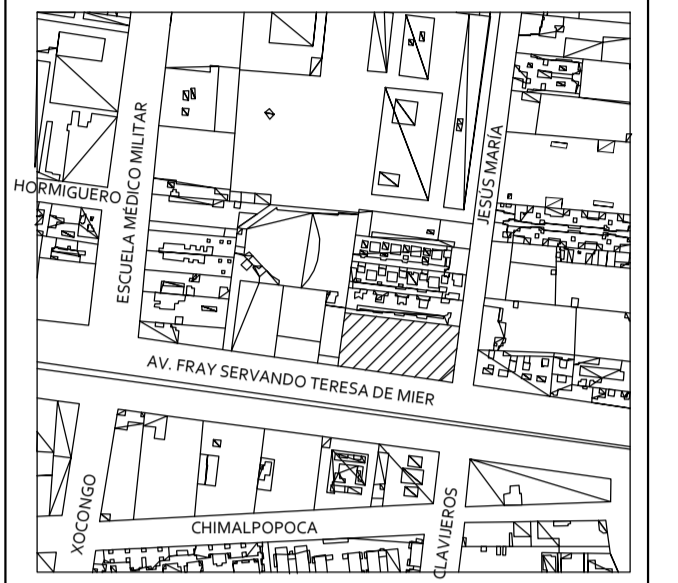 HORMIGUERO
ESCUELA MÉDICO MILITAR
JESÚS MARÍA
AV. FRAY SERVANDO TERESA DE MIER
XOCONGO
CHIMALPOPOCA
CLAVIJEROS